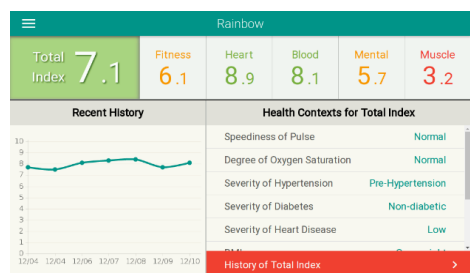 Rainbow
Total Index 7.1
Fitness 6.1
Heart 8.9
Blood 8.1
Mental 5.7
Muscle 3.2
Recent History
10
9
8
7
6
5
4
3
2
1
0
12/04 12/04 12/06 12/07 12/08 12/09 12/10
Health Contexts for Total Index
Speediness of Pulse Normal
Degree of Oxygen Saturation Normal
Severity of Hypertension Pre-Hypertension
Severity of Diabetes Non-diabetic
Severity of Heart Disease Low
History of Total Index >